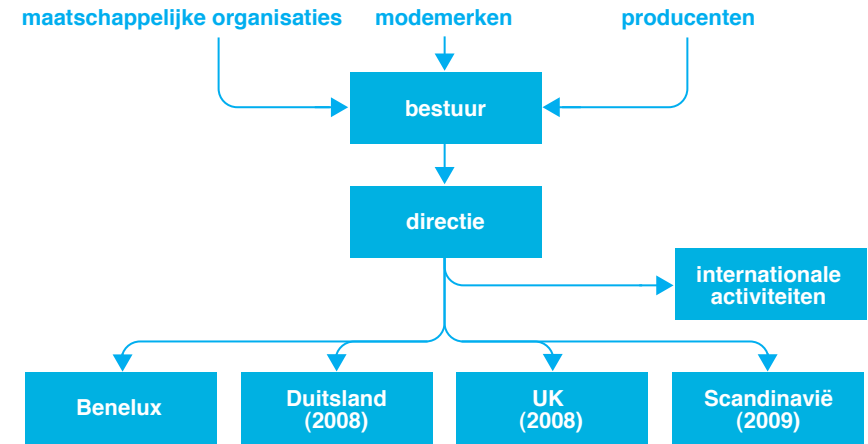 maatschappelijke organisaties
modemerken
producenten
bestuur
directie
internationale
activiteiten
Benelux
Duitsland
(2008)
UK
(2008)
Scandinavië
(2009)